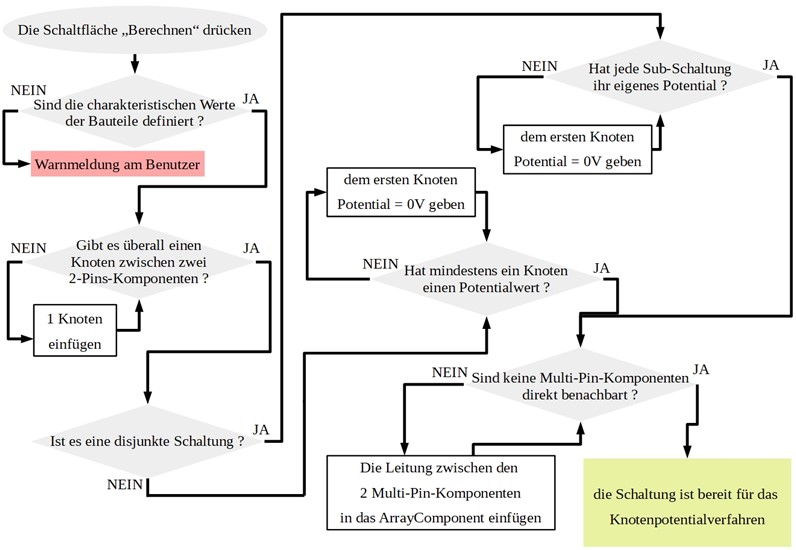 Die Schaltfläche „Berechnen“ drücken
NEIN
JA
Sind die charakteristischen Werte
der Bauteile definiert ?
Warnmeldung am Benutzer
NEIN
JA
Gibt es überall einen
Knoten zwischen zwei
2-Pins-Komponenten ?
1 Knoten
einfügen
Ist es eine disjunkte Schaltung ?
JA
NEIN
NEIN
JA
Hat jede Sub-Schaltung
ihr eigenes Potential ?
dem ersten Knoten
Potential = 0V geben
dem ersten Knoten
Potential = 0V geben
NEIN
JA
Hat mindestens ein Knoten
einen Potentialwert ?
NEIN
JA
Sind keine Multi-Pin-Komponenten
direkt benachbart ?
Die Leitung zwischen den
2 Multi-Pin-Komponenten
in das ArrayComponent einfügen
die Schaltung ist bereit für das
Knotenpotentialverfahren